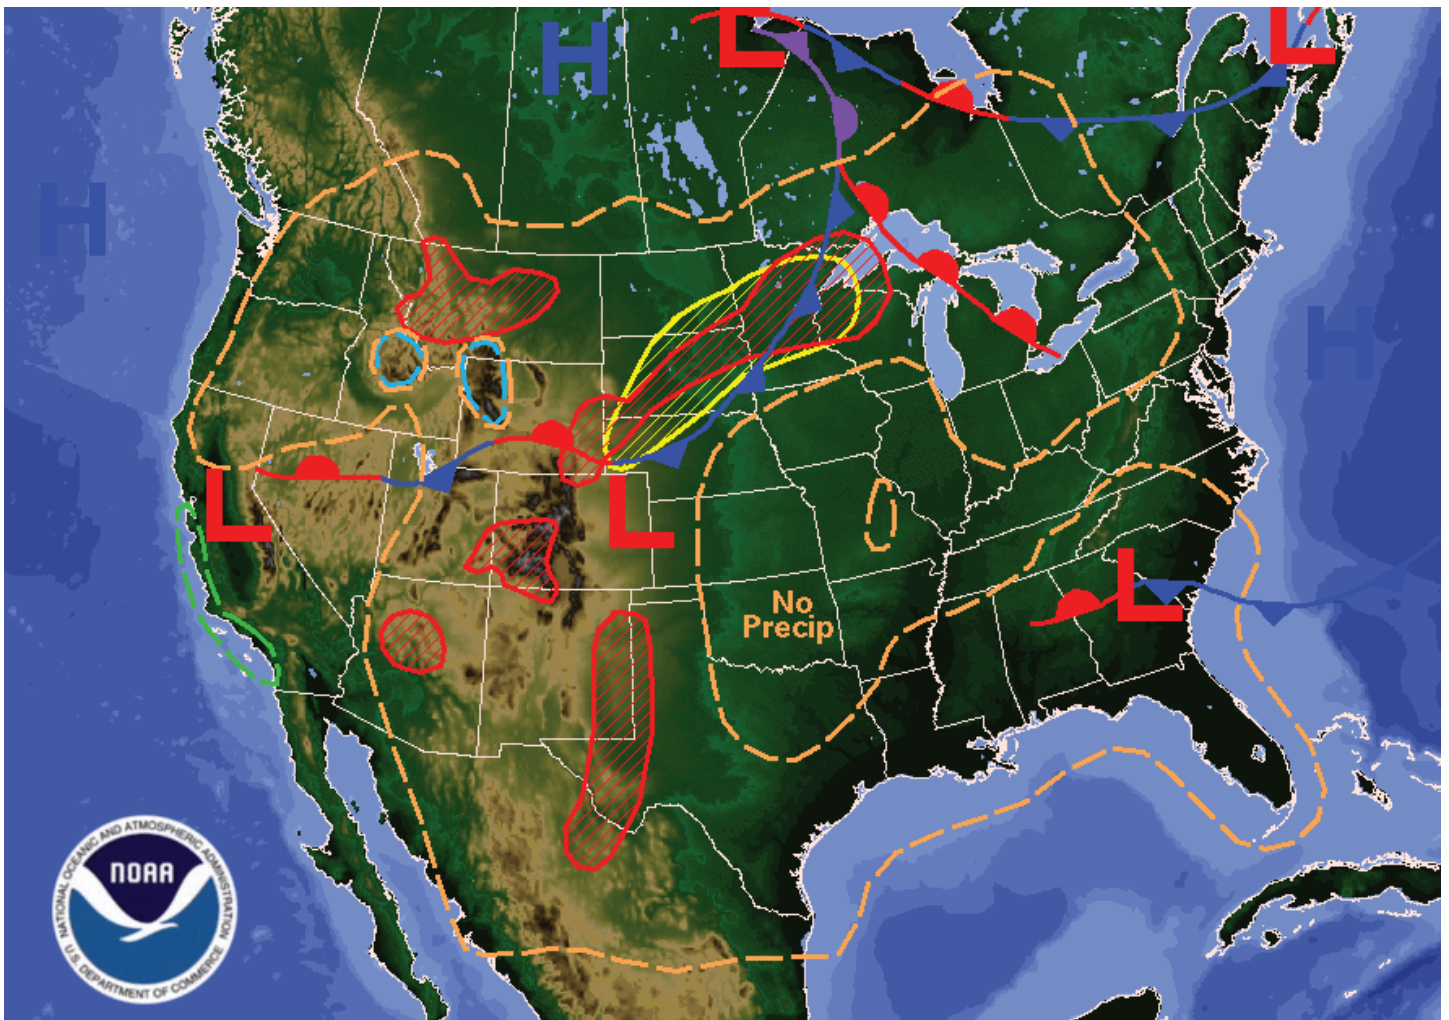 L
L
H
H
H
L
L
No
Precip
L
NOAA
NATIONAL OCEANIC AND ATMOSPHERIC ADMINISTRATION
U.S. DEPARTMENT OF COMMERCE